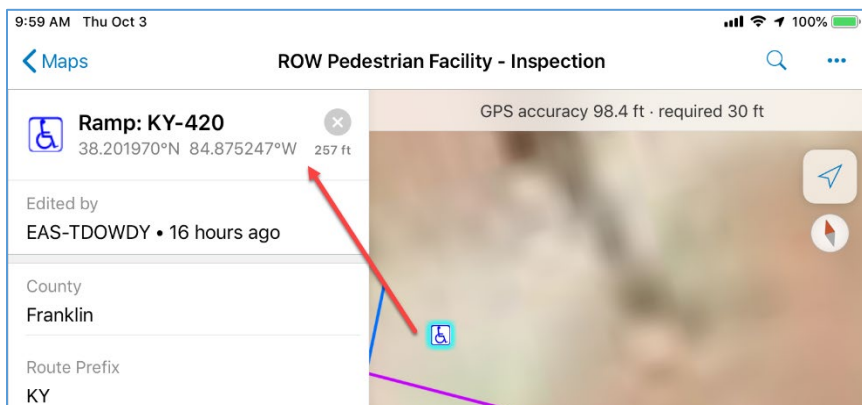 9:59 AM Thu Oct 3
100%
Maps
ROW Pedestrian Facility - Inspection
Ramp: KY-420
38.201970°N 84.875247°W 257 ft
GPS accuracy 98.4 ft · required 30 ft
Edited by
EAS-TDOWDY • 16 hours ago
County
Franklin
Route Prefix
KY